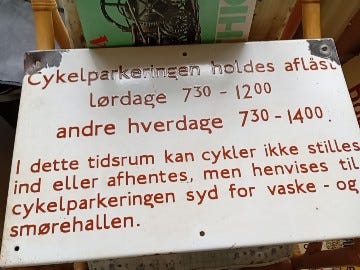 Cykelparkeringen holdes aflåst
lørdage 730 - 1200
andre hverdage 730 - 1400.
I dette tidsrum kan cykler ikke stilles
ind eller afhentes, men henvises til
cykelparkeringen syd for vaske - og
smørehallen.